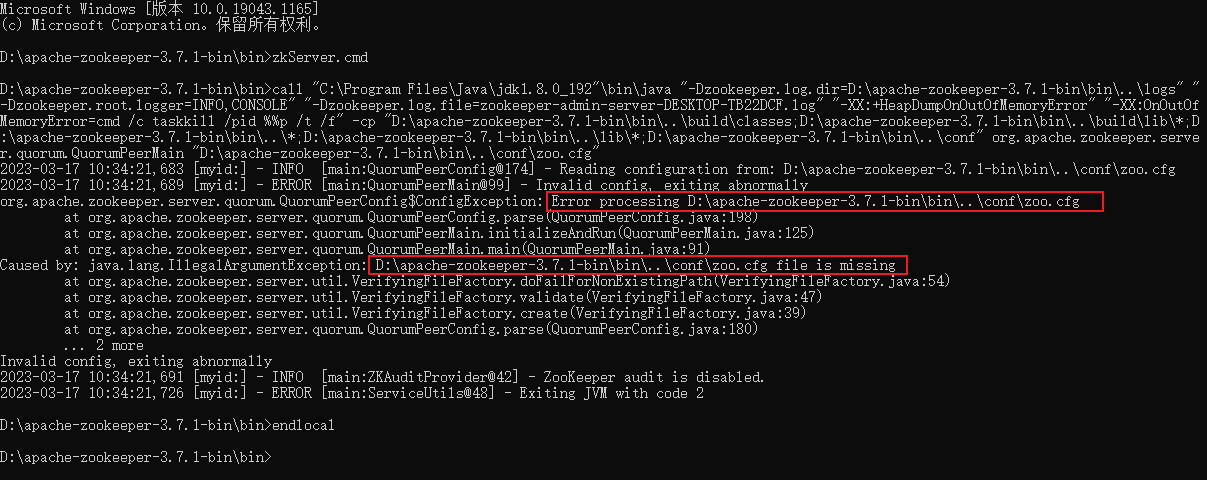 Microsoft Windows [版本 10.0.19043.1165]
(c) Microsoft Corporation。保留所有权利。
D:\apache-zookeeper-3.7.1-bin\bin>zkServer.cmd
D:\apache-zookeeper-3.7.1-bin\bin>call "C:\Program Files\Java\jdk1.8.0_192"\bin\java "-Dzookeeper.log.dir=D:\apache-zookeeper-3.7.1-bin\bin\..\logs" "
"-Dzookeeper.root.logger=INFO,CONSOLE" "-Dzookeeper.log.file=zookeeper-admin-server-DESKTOP-TB22DCF.log" "-XX:+HeapDumpOnOutOfMemoryError" "-XX:OnOutOf
MemoryError=cmd /c taskkill /pid %%p /t /f" -cp "D:\apache-zookeeper-3.7.1-bin\bin\..\build\classes;D:\apache-zookeeper-3.7.1-bin\bin\..\build\lib\*;D
:\apache-zookeeper-3.7.1-bin\bin\..\*;D:\apache-zookeeper-3.7.1-bin\bin\..\lib\*;D:\apache-zookeeper-3.7.1-bin\bin\..\conf" org.apache.zookeeper.serve
r.quorum.QuorumPeerMain "D:\apache-zookeeper-3.7.1-bin\bin\..\conf\zoo.cfg"
2023-03-17 10:34:21,683 [myid:] - INFO  [main:QuorumPeerConfig@174] - Reading configuration from: D:\apache-zookeeper-3.7.1-bin\bin\..\conf\zoo.cfg
2023-03-17 10:34:21,689 [myid:] - ERROR [main:QuorumPeerMain@99] - Invalid config, exiting abnormally
org.apache.zookeeper.server.quorum.QuorumPeerConfig$ConfigException: Error processing D:\apache-zookeeper-3.7.1-bin\bin\..\conf\zoo.cfg
at org.apache.zookeeper.server.quorum.QuorumPeerConfig.parse(QuorumPeerConfig.java:198)
at org.apache.zookeeper.server.quorum.QuorumPeerMain.initializeAndRun(QuorumPeerMain.java:125)
at org.apache.zookeeper.server.quorum.QuorumPeerMain.main(QuorumPeerMain.java:91)
Caused by: java.lang.IllegalArgumentException: D:\apache-zookeeper-3.7.1-bin\bin\..\conf\zoo.cfg file is missing
at org.apache.zookeeper.server.util.VerifyingFileFactory.doFailForNonExistingPath(VerifyingFileFactory.java:54)
at org.apache.zookeeper.server.util.VerifyingFileFactory.validate(VerifyingFileFactory.java:47)
at org.apache.zookeeper.server.util.VerifyingFileFactory.create(VerifyingFileFactory.java:39)
at org.apache.zookeeper.server.quorum.QuorumPeerConfig.parse(QuorumPeerConfig.java:180)
... 2 more
Invalid config, exiting abnormally
2023-03-17 10:34:21,691 [myid:] - INFO  [main:ZKAuditProvider@42] - ZooKeeper audit is disabled.
2023-03-17 10:34:21,726 [myid:] - ERROR [main:ServiceUtils@48] - Exiting JVM with code 2
D:\apache-zookeeper-3.7.1-bin\bin>endlocal
D:\apache-zookeeper-3.7.1-bin\bin>